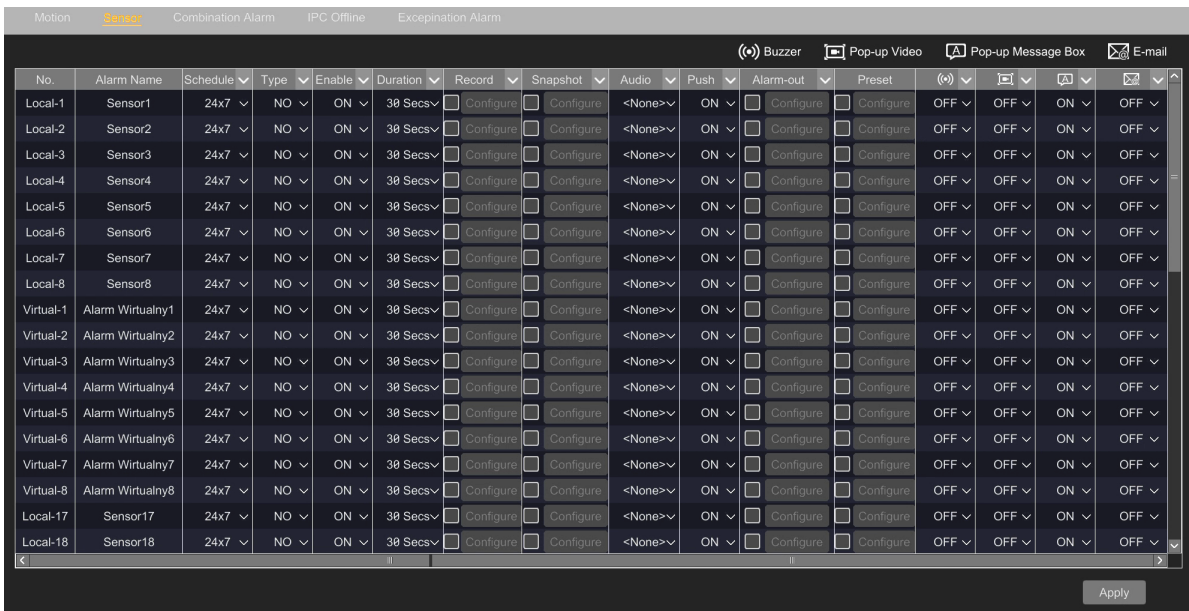 Motion Sensor Combination Alarm IPC Offline Excepination Alarm
Buzzer Pop-up Video A Pop-up Message Box E-mail
No. Alarm Name Schedule Type Enable Duration Record Snapshot Audio Push Alarm-out Preset A
Local-1 Sensor1 24x7 NO ON 30 Secs Configure Configure <None> ON Configure Configure OFF OFF ON OFF
Local-2 Sensor2 24x7 NO ON 30 Secs Configure Configure <None> ON Configure Configure OFF OFF ON OFF
Local-3 Sensor3 24x7 NO ON 30 Secs Configure Configure <None> ON Configure Configure OFF OFF ON OFF
Local-4 Sensor4 24x7 NO ON 30 Secs Configure Configure <None> ON Configure Configure OFF OFF ON OFF
Local-5 Sensor5 24x7 NO ON 30 Secs Configure Configure <None> ON Configure Configure OFF OFF ON OFF
Local-6 Sensor6 24x7 NO ON 30 Secs Configure Configure <None> ON Configure Configure OFF OFF ON OFF
Local-7 Sensor7 24x7 NO ON 30 Secs Configure Configure <None> ON Configure Configure OFF OFF ON OFF
Local-8 Sensor8 24x7 NO ON 30 Secs Configure Configure <None> ON Configure Configure OFF OFF ON OFF
Virtual-1 Alarm Wirtualny1 24x7 NO ON 30 Secs Configure Configure <None> ON Configure Configure OFF OFF ON OFF
Virtual-2 Alarm Wirtualny2 24x7 NO ON 30 Secs Configure Configure <None> ON Configure Configure OFF OFF ON OFF
Virtual-3 Alarm Wirtualny3 24x7 NO ON 30 Secs Configure Configure <None> ON Configure Configure OFF OFF ON OFF
Virtual-4 Alarm Wirtualny4 24x7 NO ON 30 Secs Configure Configure <None> ON Configure Configure OFF OFF ON OFF
Virtual-5 Alarm Wirtualny5 24x7 NO ON 30 Secs Configure Configure <None> ON Configure Configure OFF OFF ON OFF
Virtual-6 Alarm Wirtualny6 24x7 NO ON 30 Secs Configure Configure <None> ON Configure Configure OFF OFF ON OFF
Virtual-7 Alarm Wirtualny7 24x7 NO ON 30 Secs Configure Configure <None> ON Configure Configure OFF OFF ON OFF
Virtual-8 Alarm Wirtualny8 24x7 NO ON 30 Secs Configure Configure <None> ON Configure Configure OFF OFF ON OFF
Local-17 Sensor17 24x7 NO ON 30 Secs Configure Configure <None> ON Configure Configure OFF OFF ON OFF
Local-18 Sensor18 24x7 NO ON 30 Secs Configure Configure <None> ON Configure Configure OFF OFF ON OFF
Apply